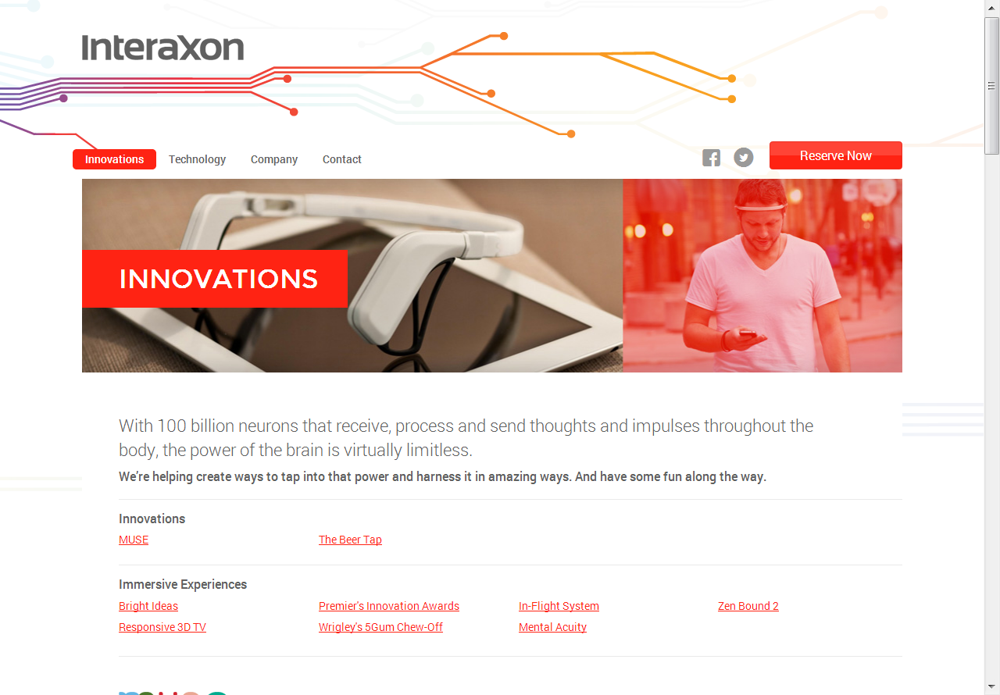 InteraXon
Innovations Technology Company Contact Reserve Now
INNOVATIONS
With 100 billion neurons that receive, process and send thoughts and impulses throughout the
body, the power of the brain is virtually limitless.
We're helping create ways to tap into that power and harness it in amazing ways. And have some fun along the way.
Innovations
MUSE The Beer Tap
Immersive Experiences
Bright Ideas Premier's Innovation Awards In-Flight System Zen Bound 2
Responsive 3D TV Wrigley's 5Gum Chew-Off Mental Acuity